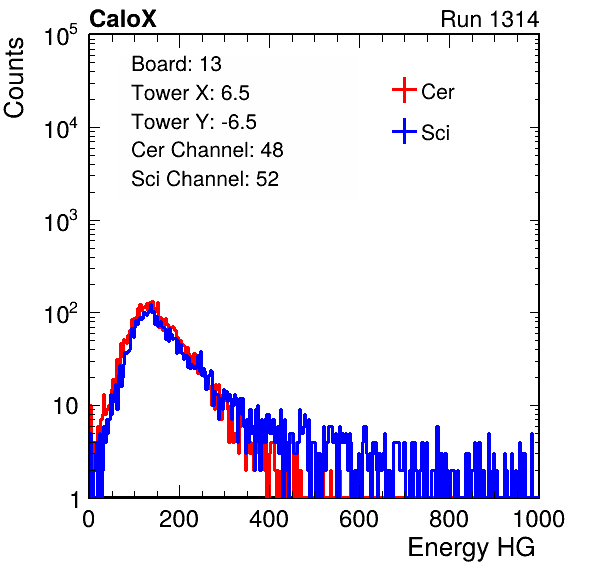 CaloX
Run 1314
Counts
10^5
10^4
10^3
10^2
10
1
Board: 13
Tower X: 6.5
Tower Y: -6.5
Cer Channel: 48
Sci Channel: 52
Cer
Sci
0 200 400 600 800 1000
Energy HG